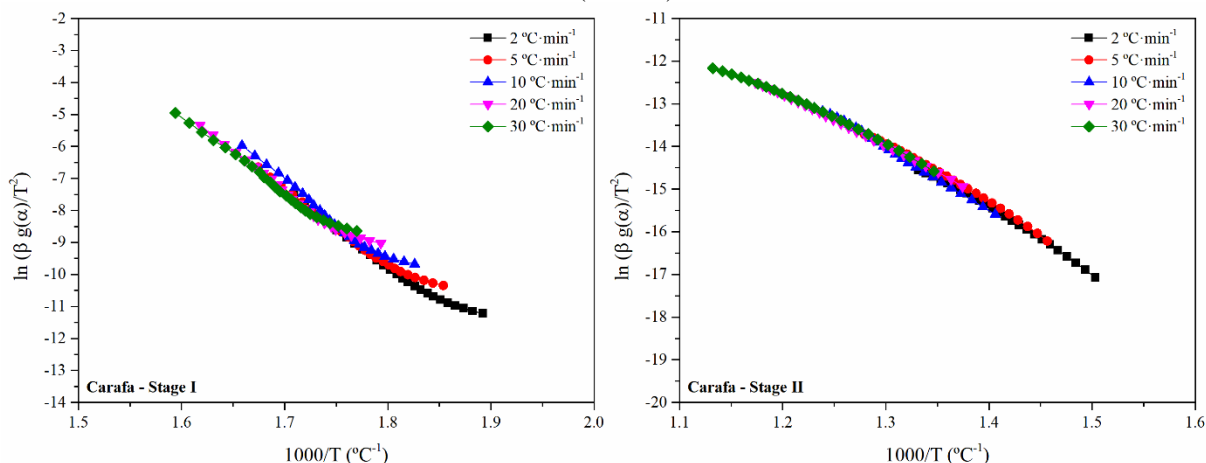 -2
-3
-4
-5
-6
-7
-8
-9
-10
-11
-12
-13
-14
ln (β g(α)/T²)
2 ºC·min⁻¹
5 ºC·min⁻¹
10 ºC·min⁻¹
20 ºC·min⁻¹
30 ºC·min⁻¹
Carafa - Stage I
1.5 1.6 1.7 1.8 1.9 2.0
1000/T (ºC⁻¹)
-10
-11
-12
-13
-14
-15
-16
-17
-18
-19
-20
ln (β g(α)/T²)
2 ºC·min⁻¹
5 ºC·min⁻¹
10 ºC·min⁻¹
20 ºC·min⁻¹
30 ºC·min⁻¹
Carafa - Stage II
1.1 1.2 1.3 1.4 1.5 1.6
1000/T (ºC⁻¹)